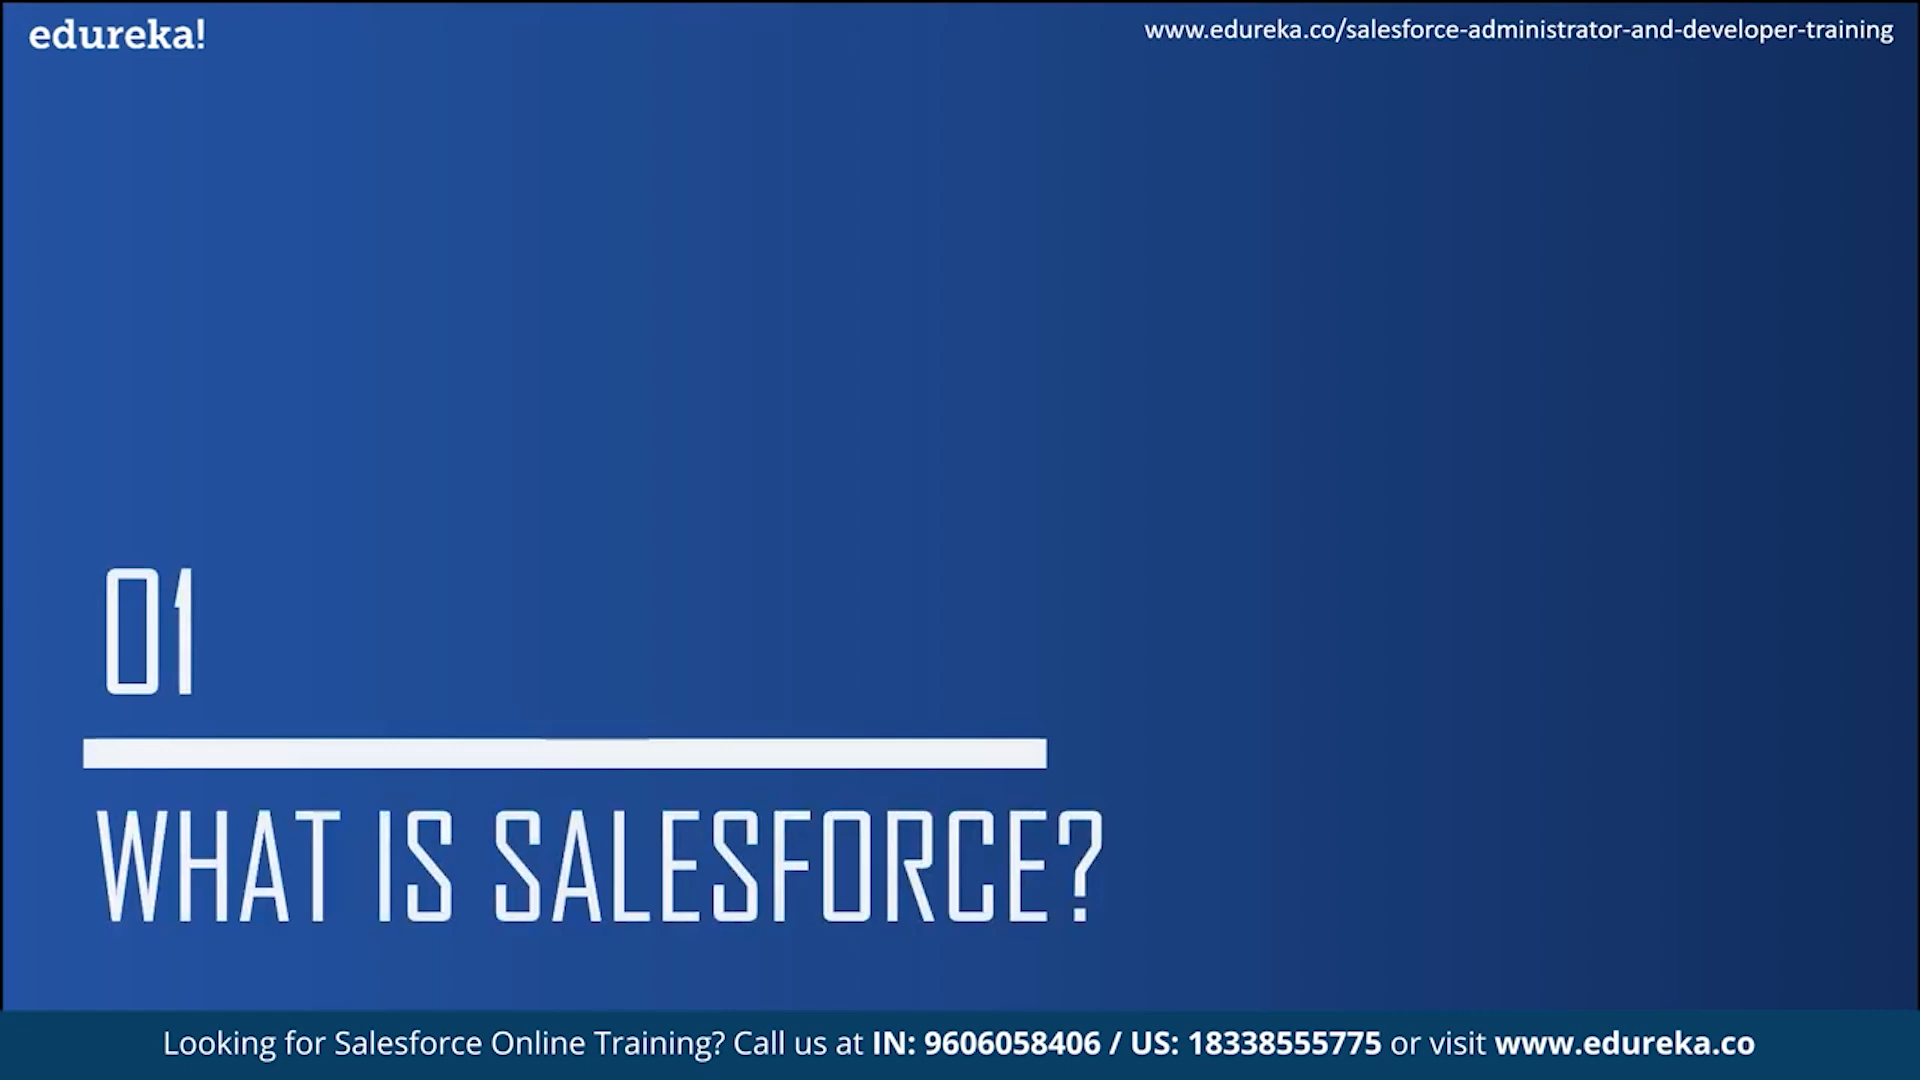 edureka!
www.edureka.co/salesforce-administrator-and-developer-training
01
WHAT IS SALESFORCE?
Looking for Salesforce Online Training? Call us at IN: 9606058406 / US: 18338555775 or visit www.edureka.co